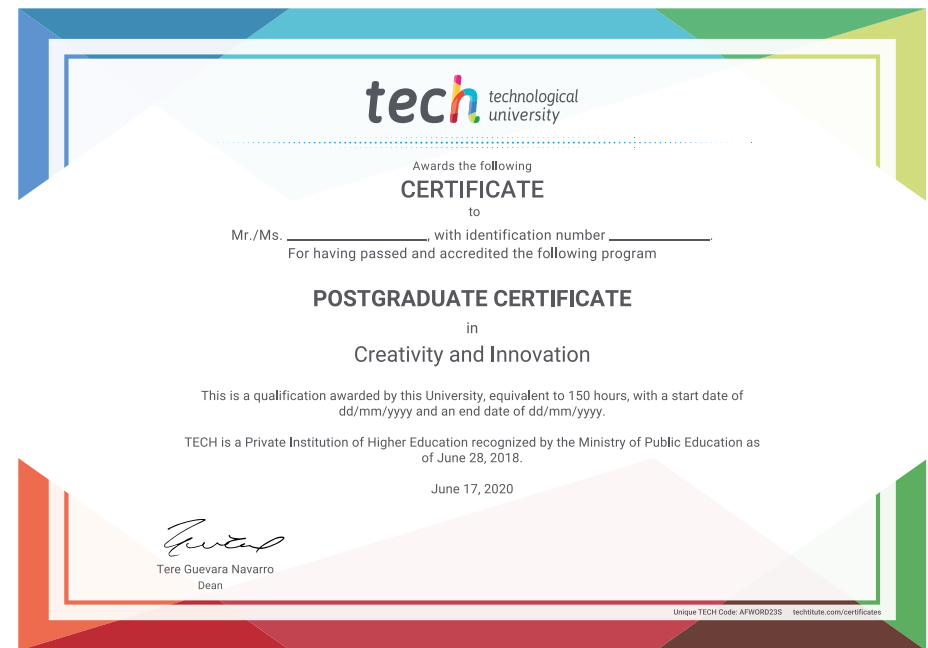 tech technological
university
Awards the following
CERTIFICATE
to
Mr./Ms. ____________________, with identification number ______________.
For having passed and accredited the following program
POSTGRADUATE CERTIFICATE
in
Creativity and Innovation
This is a qualification awarded by this University, equivalent to 150 hours, with a start date of
dd/mm/yyyy and an end date of dd/mm/yyyy.
TECH is a Private Institution of Higher Education recognized by the Ministry of Public Education as
of June 28, 2018.
June 17, 2020
Tere Guevara Navarro
Dean
Unique TECH Code: AFWORD23S techtitute.com/certificates